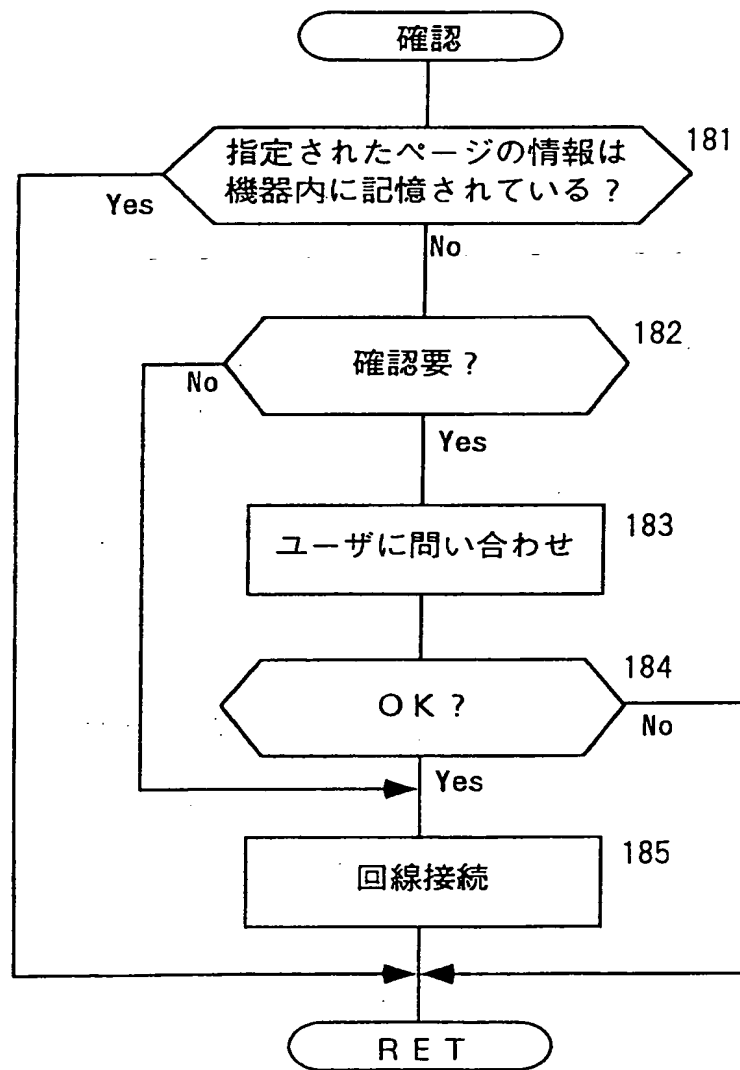 確認
指定されたページの情報は
機器内に記憶されている？
181
Yes
No
確認要？
182
No
Yes
ユーザに問い合わせ
183
OK？
184
No
Yes
回線接続
185
RET